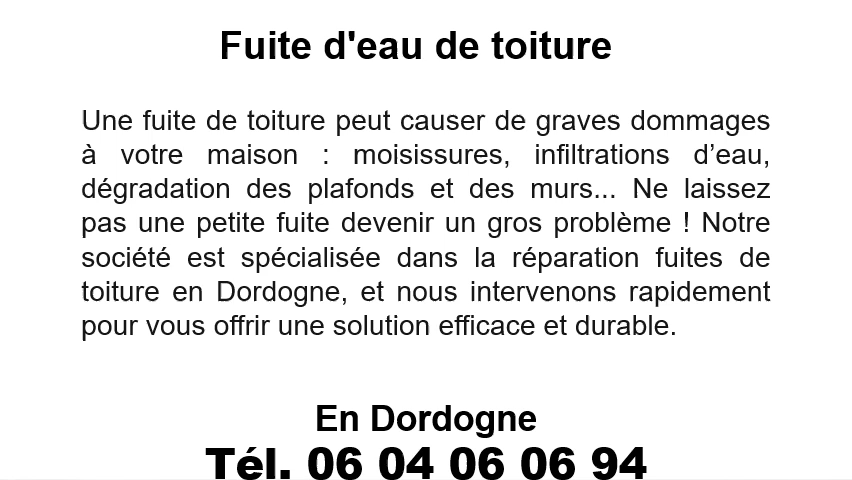 Fuite d'eau de toiture
Une fuite de toiture peut causer de graves dommages
à votre maison : moisissures, infiltrations d’eau,
dégradation des plafonds et des murs... Ne laissez
pas une petite fuite devenir un gros problème ! Notre
société est spécialisée dans la réparation fuites de
toiture en Dordogne, et nous intervenons rapidement
pour vous offrir une solution efficace et durable.
En Dordogne
Tél. 06 04 06 06 94